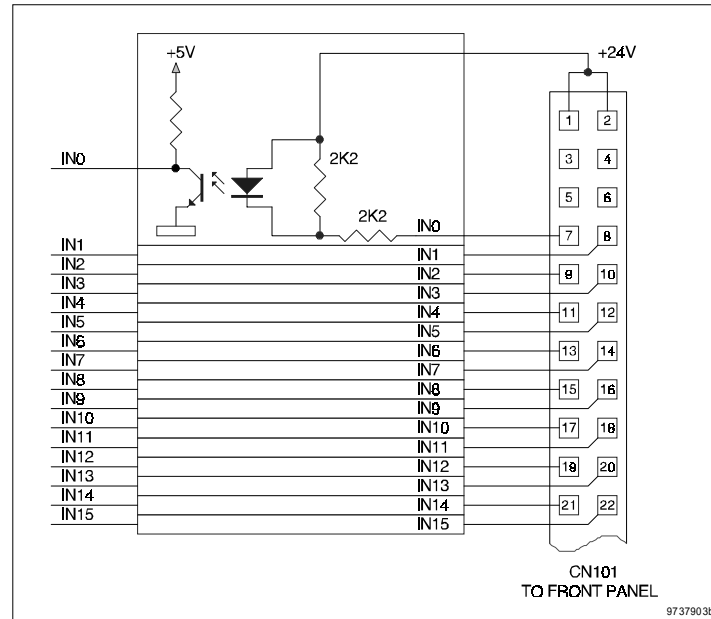 +5V
+24V
1 2
IN0
2K2
3 4
5 6
2K2
IN0
7 8
IN1 IN1
IN2 IN2
9 10
IN3 IN3
IN4 IN4
11 12
IN5 IN5
IN6 IN6
13 14
IN7 IN7
IN8 IN8
15 16
IN9 IN9
IN10 IN10
17 18
IN11 IN11
IN12 IN12
19 20
IN13 IN13
IN14 IN14
21 22
IN15 IN15
CN101
TO FRONT PANEL
9737903b